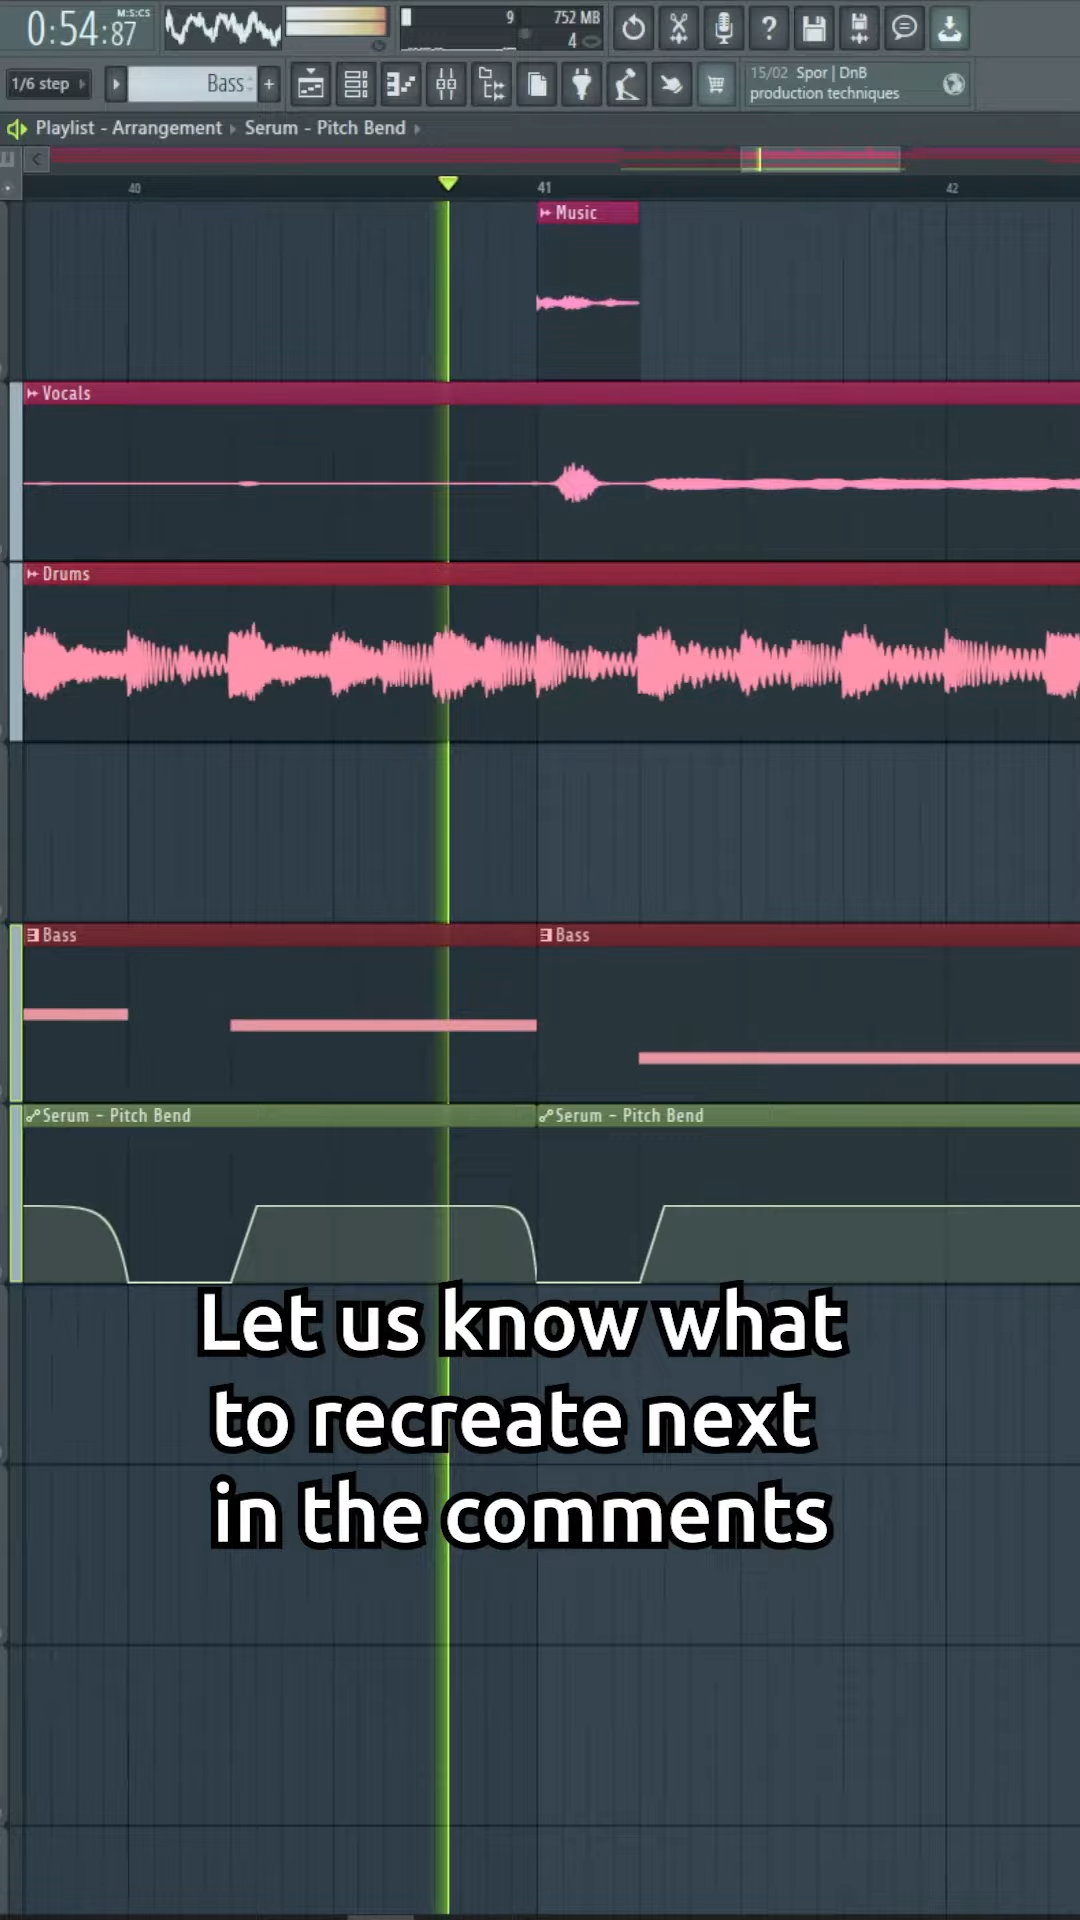 0:54:87
M:S:CS
9
752 MB
4
1/6 step
Bass
15/02 Spor | DnB
production techniques
Playlist - Arrangement
Serum - Pitch Bend
40
41
42
Music
Vocals
Drums
Bass
Bass
Serum - Pitch Bend
Serum - Pitch Bend
Let us know what
to recreate next
in the comments